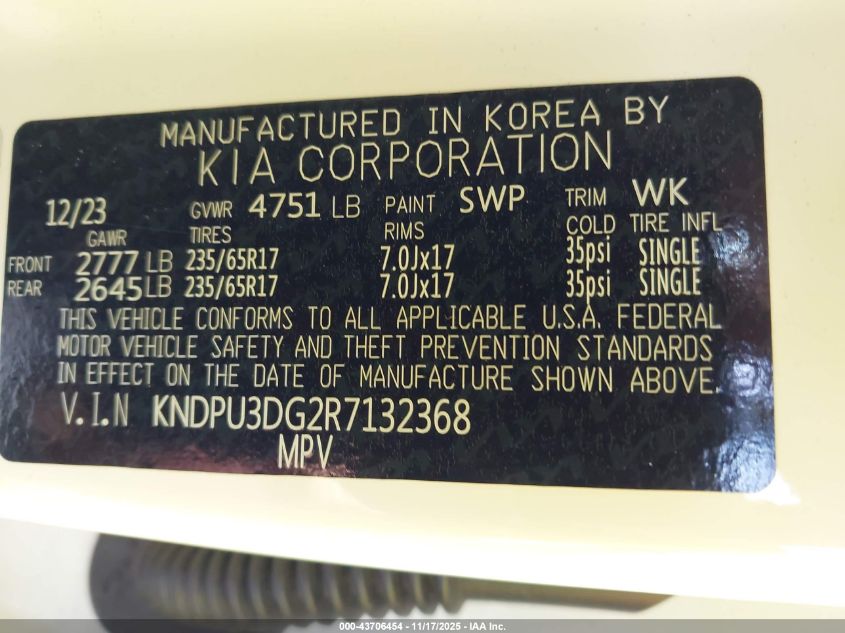 MANUFACTURED IN KOREA BY
KIA CORPORATION
12/23 GVWR 4751 LB PAINT SWP TRIM WK
GAWR TIRES RIMS COLD TIRE INFL
FRONT 2777 LB 235/65R17 7.0Jx17 35psi SINGLE
REAR 2645 LB 235/65R17 7.0Jx17 35psi SINGLE
THIS VEHICLE CONFORMS TO ALL APPLICABLE U.S.A. FEDERAL
MOTOR VEHICLE SAFETY AND THEFT PREVENTION STANDARDS
IN EFFECT ON THE DATE OF MANUFACTURE SHOWN ABOVE.
V.I.N KNDPU3DG2R7132368
MPV
000-43706454 - 11/17/2025 - IAA Inc.